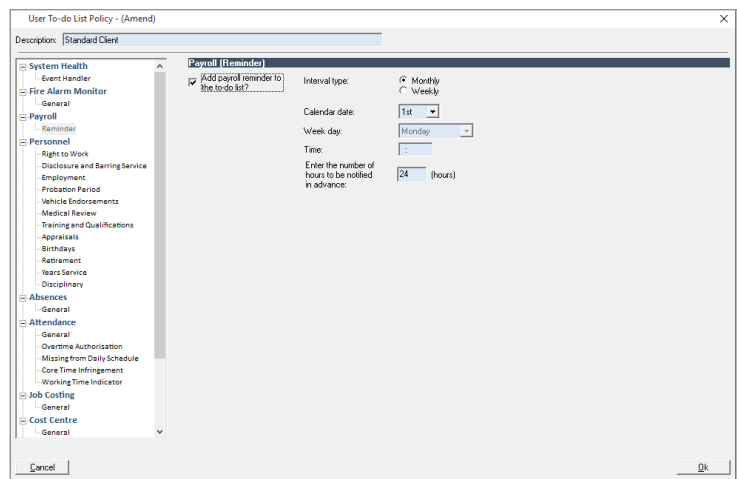 User To-do List Policy - (Amend)
Description: Standard Client
System Health
Event Handler
Fire Alarm Monitor
General
Payroll
Reminder
Personnel
Right to Work
Disclosure and Barring Service
Employment
Probation Period
Vehicle Endorsements
Medical Review
Training and Qualifications
Appraisals
Birthdays
Retirement
Years Service
Disciplinary
Absences
General
Attendance
General
Overtime Authorisation
Missing from Daily Schedule
Core Time Infringement
Working Time Indicator
Job Costing
General
Cost Centre
General
Payroll (Reminder)
Add payroll reminder to
the to-do list?
Interval type:
Monthly
Weekly
Calendar date: 1st
Week day: Monday
Time: :
Enter the number of
hours to be notified
in advance:
24 (hours)
Cancel
Ok